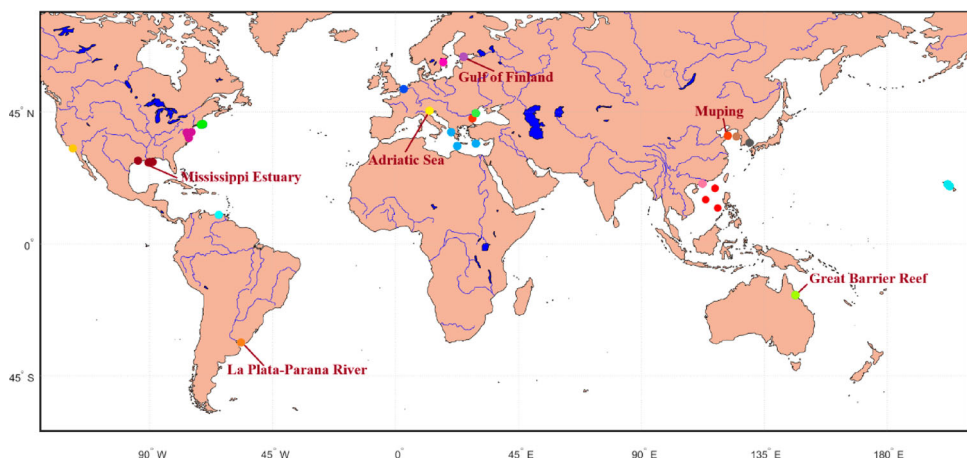 Gulf of Finland
45° N
Muping
Adriatic Sea
Mississippi Estuary
0°
Great Barrier Reef
La Plata-Parana River
45° S
90° W
45° W
0°
45° E
90° E
135° E
180° E